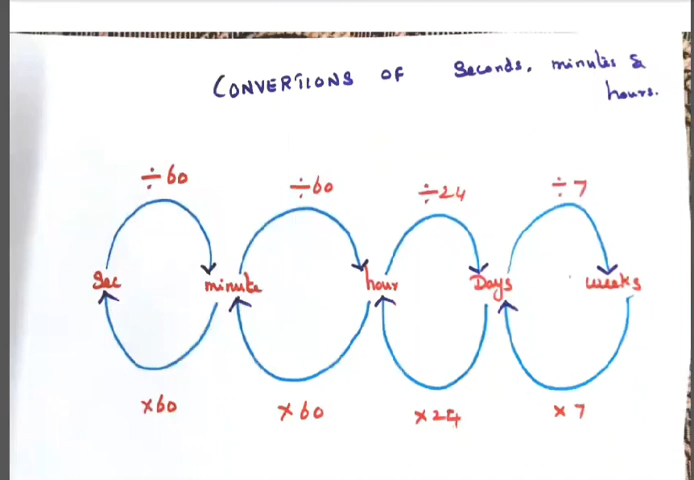 CONVERTIONS OF Seconds, minutes &
hours.
÷60 ÷60 ÷24 ÷7
Sec minute hour Days weeks
×60 ×60 ×24 ×7